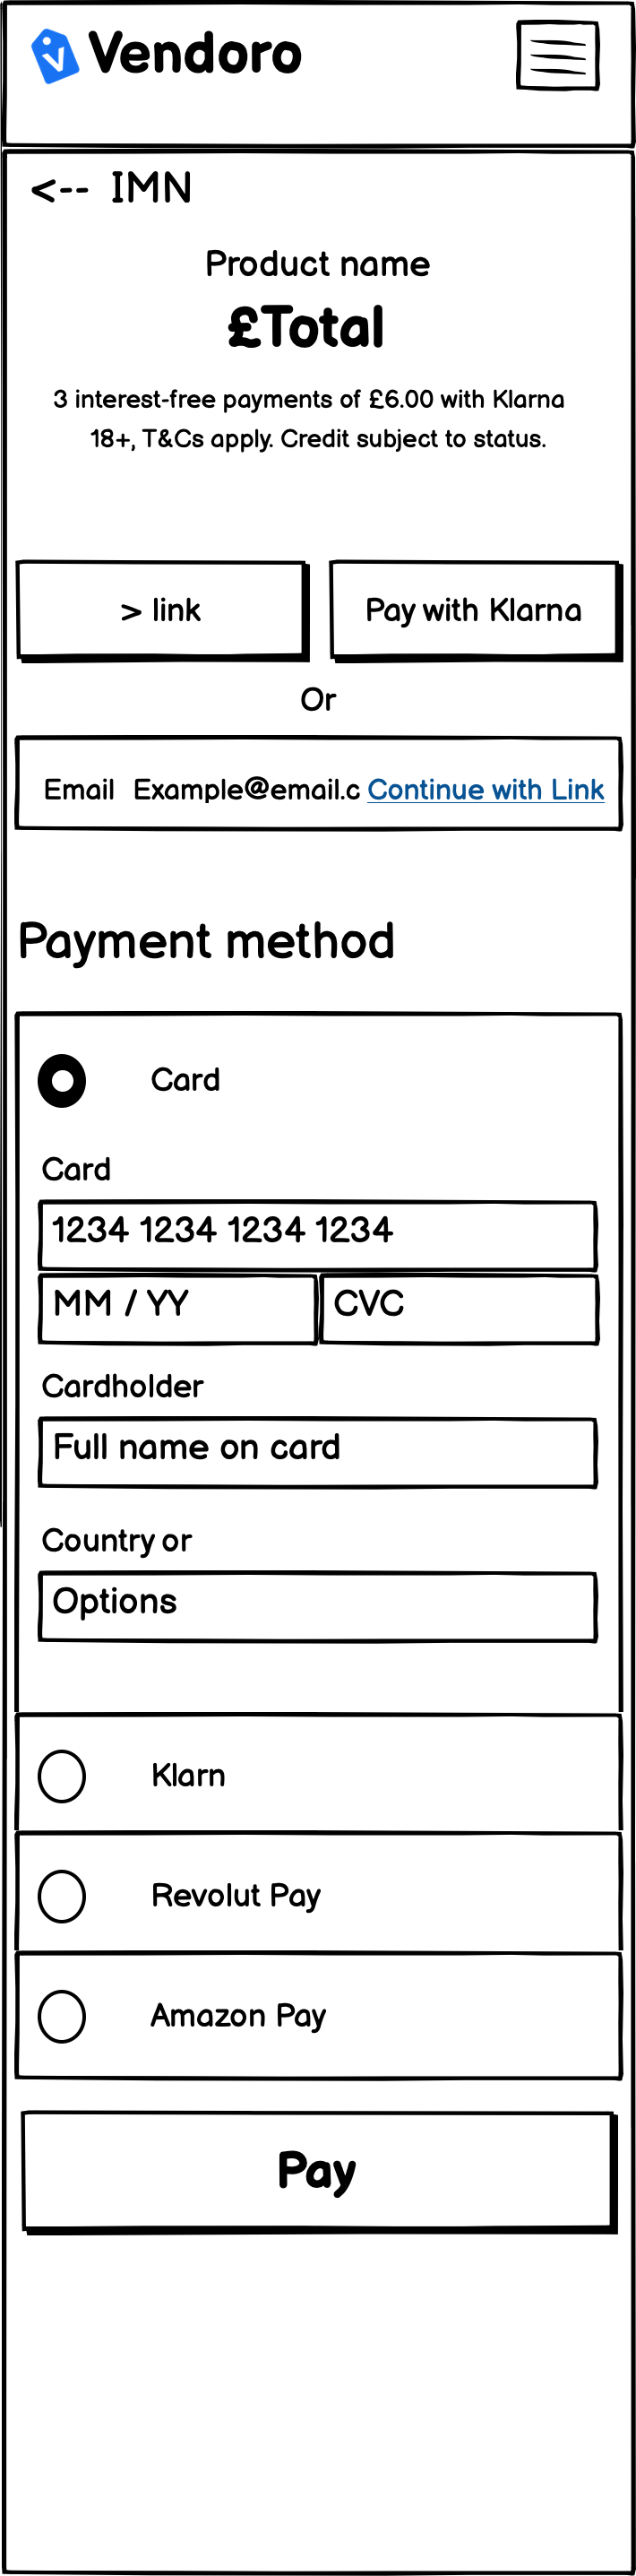 V Vendoro
<-- IMN
Product name
£Total
3 interest-free payments of £6.00 with Klarna
18+, T&Cs apply. Credit subject to status.
> link
Pay with Klarna
Or
Email Example@email.c Continue with Link
Payment method
Card
Card
1234 1234 1234 1234
MM / YY
CVC
Cardholder
Full name on card
Country or
Options
Klarn
Revolut Pay
Amazon Pay
Pay